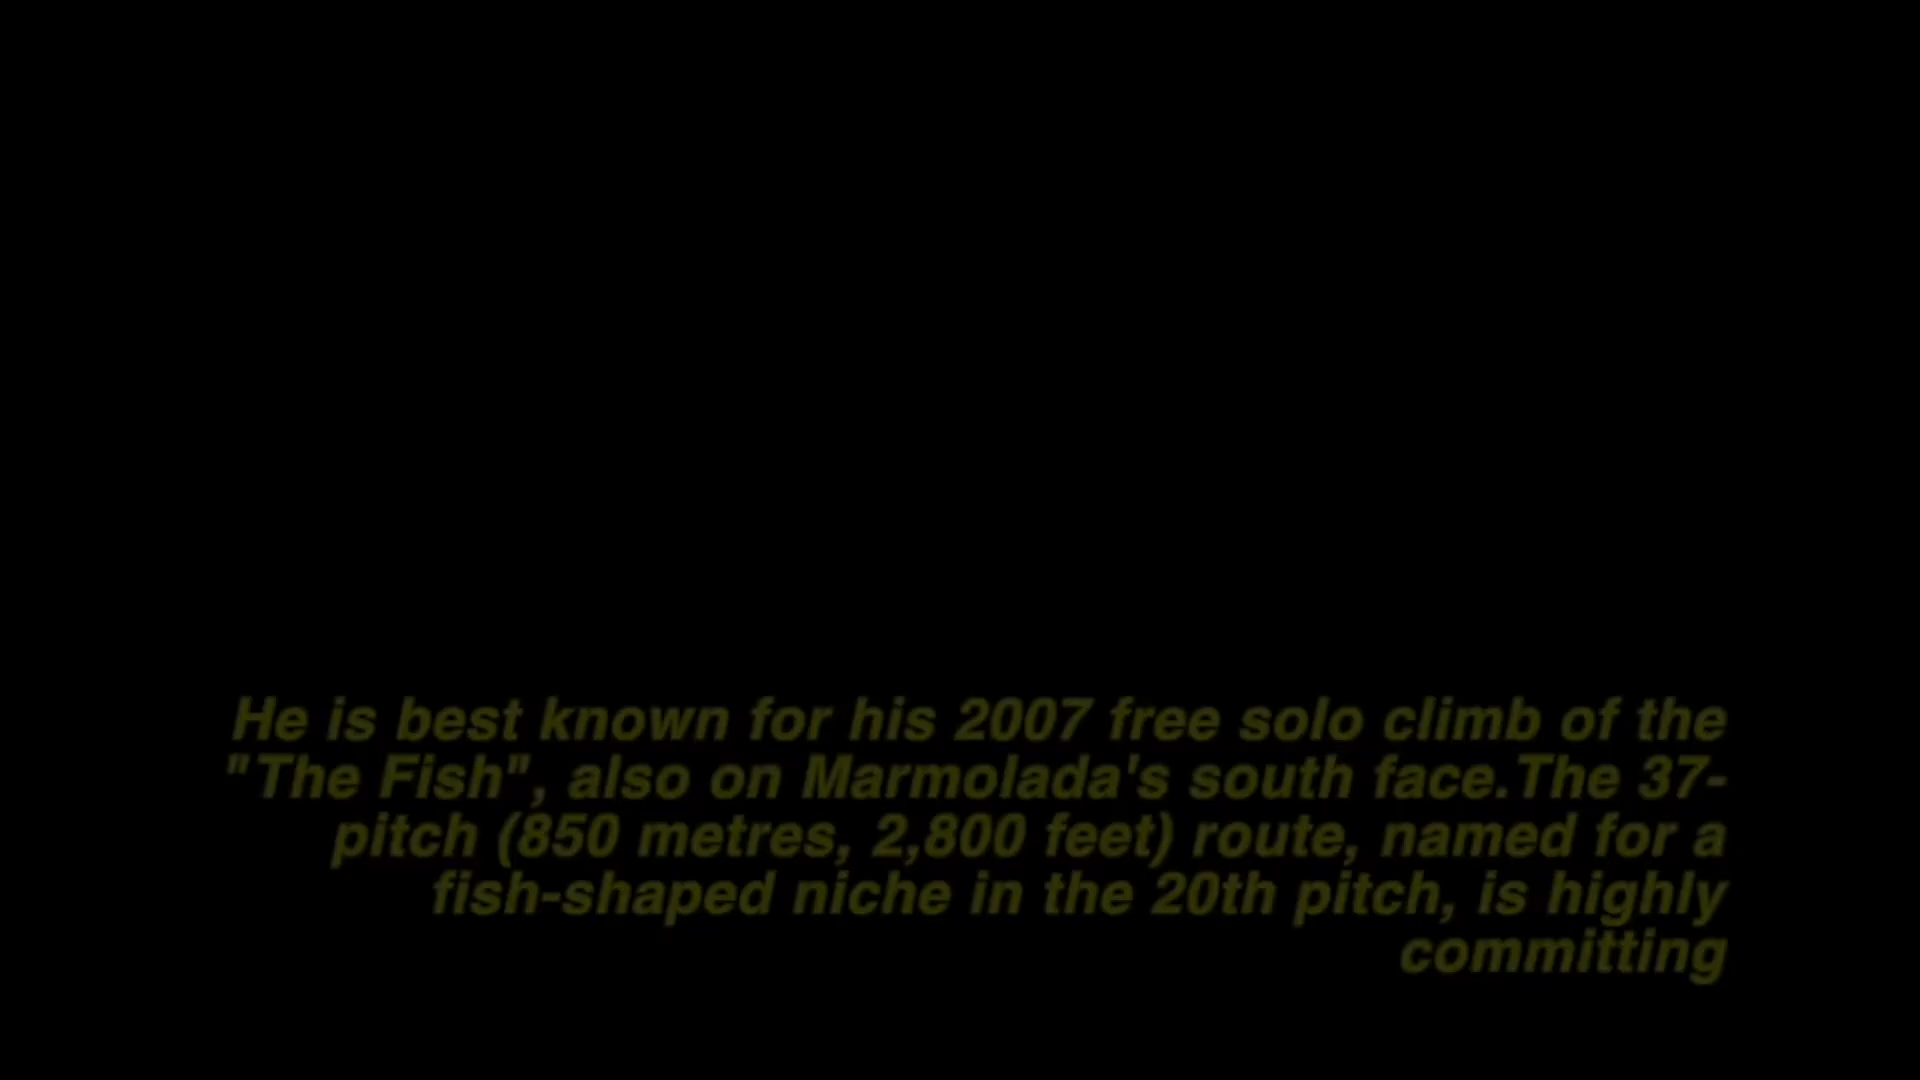 He is best known for his 2007 free solo climb of the
"The Fish", also on Marmolada's south face.The 37-
pitch (850 metres, 2,800 feet) route, named for a
fish-shaped niche in the 20th pitch, is highly
committing